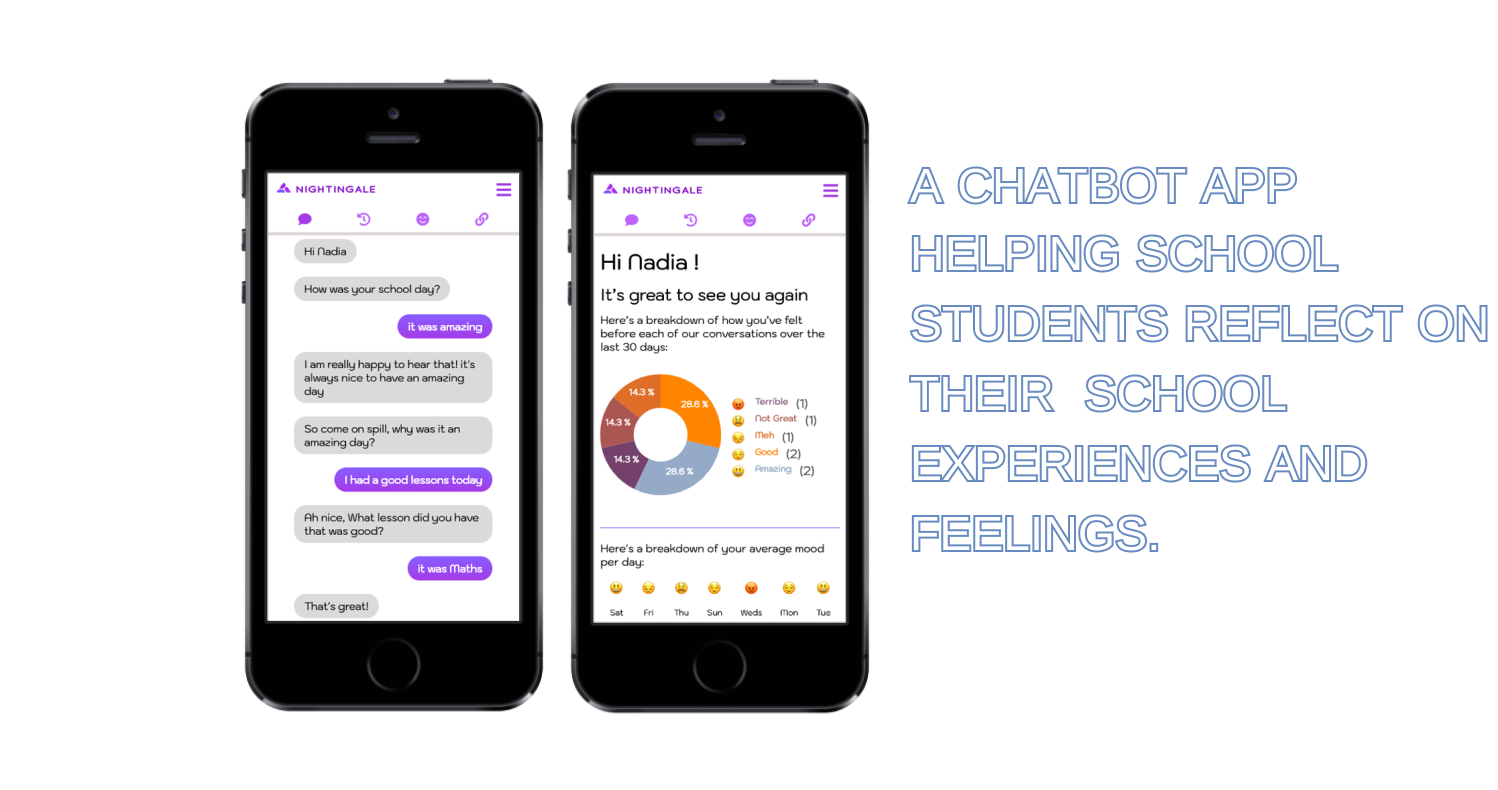 NIGHTINGALE
Hi Nadia
How was your school day?
it was amazing
I am really happy to hear that! it's
always nice to have an amazing
day
So come on spill, why was it an
amazing day?
I had a good lessons today
Ah nice, What lesson did you have
that was good?
it was Maths
That's great!
NIGHTINGALE
Hi Nadia !
It's great to see you again
Here's a breakdown of how you've felt
before each of our conversations over the
last 30 days:
14.3 %
28.6 %
14.3 %
14.3 %
28.6 %
Terrible (1)
Not Great (1)
Meh (1)
Good (2)
Amazing (2)
Here's a breakdown of your average mood
per day:
Sat Fri Thu Sun Weds Mon Tue
A CHATBOT APP
HELPING SCHOOL
STUDENTS REFLECT ON
THEIR SCHOOL
EXPERIENCES AND
FEELINGS.